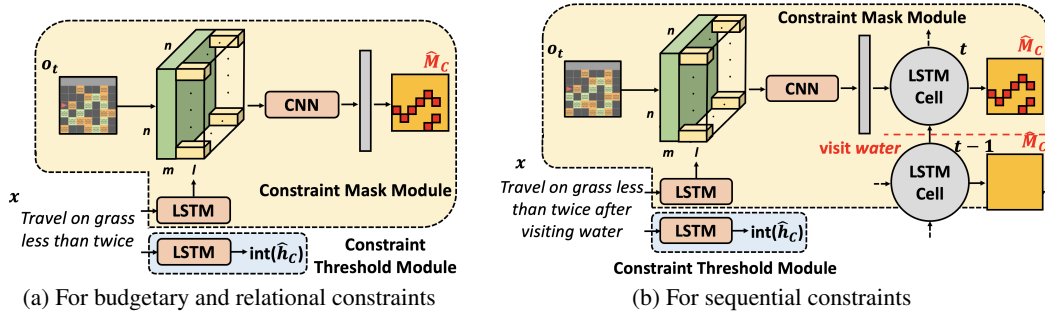 n
o_t
n
n
m
l
CNN
M̂_C
Constraint Mask Module
x
Travel on grass
less than twice
LSTM
LSTM
int(ĥ_C)
Constraint
Threshold Module
(a) For budgetary and relational constraints
Constraint Mask Module
n
o_t
n
n
m
l
CNN
t
LSTM
Cell
M̂_C
visit water
t − 1
M̂_C
LSTM
Cell
x
Travel on grass less
than twice after
visiting water
LSTM
LSTM
int(ĥ_C)
Constraint Threshold Module
(b) For sequential constraints